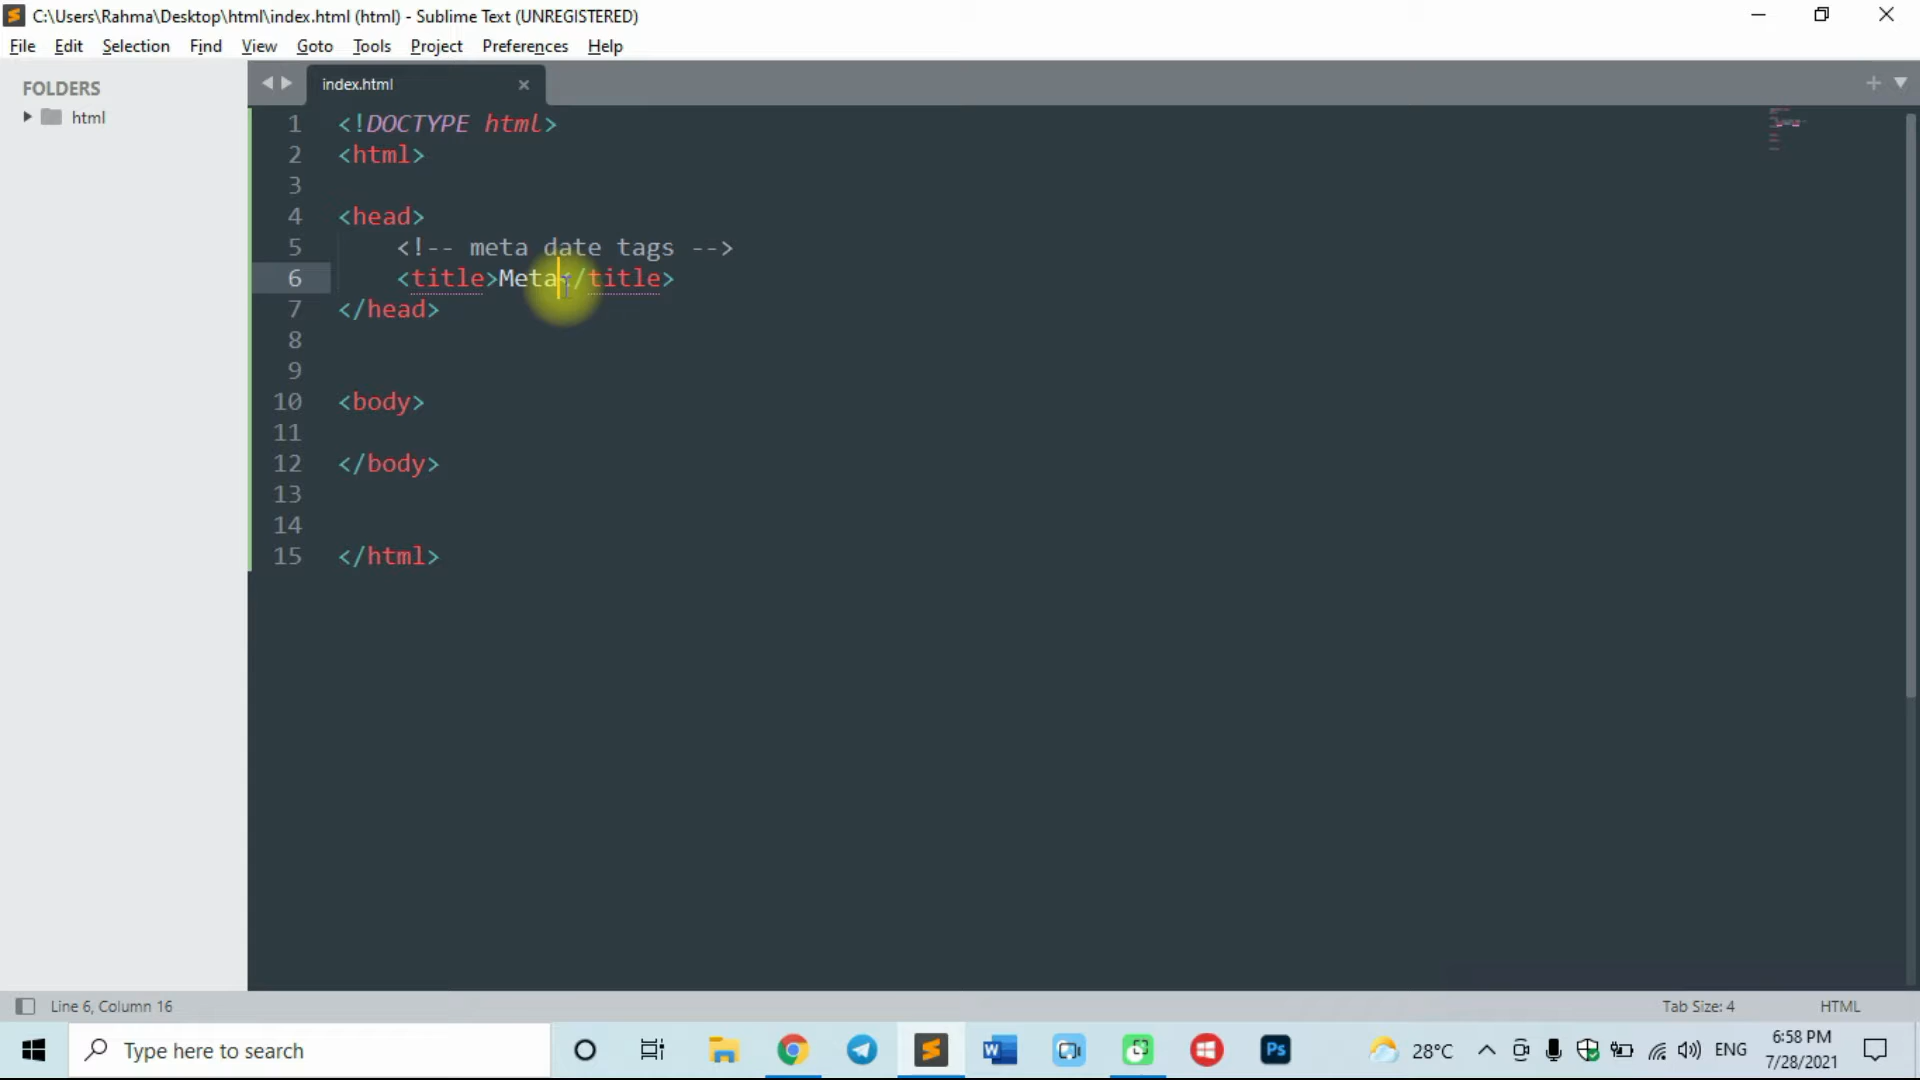 C:\Users\Rahma\Desktop\html\index.html (html) - Sublime Text (UNREGISTERED)
File Edit Selection Find View Goto Tools Project Preferences Help
FOLDERS
html
index.html
1 <!DOCTYPE html>
2 <html>
3
4 <head>
5 <!-- meta date tags -->
6 <title>Meta</title>
7 </head>
8
9
10 <body>
11
12 </body>
13
14
15 </html>
Line 6, Column 16
Tab Size: 4
HTML
Type here to search
W
Ps
28°C
ENG
6:58 PM
7/28/2021